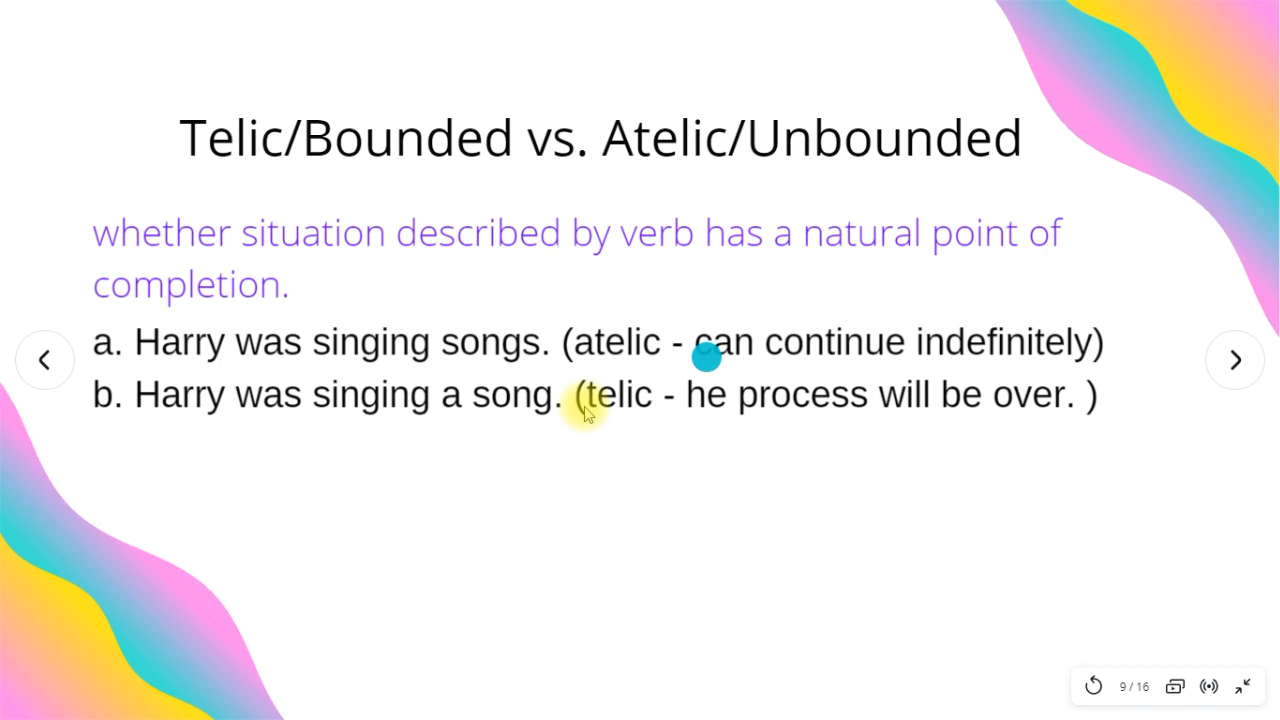 Telic/Bounded vs. Atelic/Unbounded
whether situation described by verb has a natural point of
completion.
a. Harry was singing songs. (atelic - can continue indefinitely)
b. Harry was singing a song. (telic - he process will be over. )
9 / 16